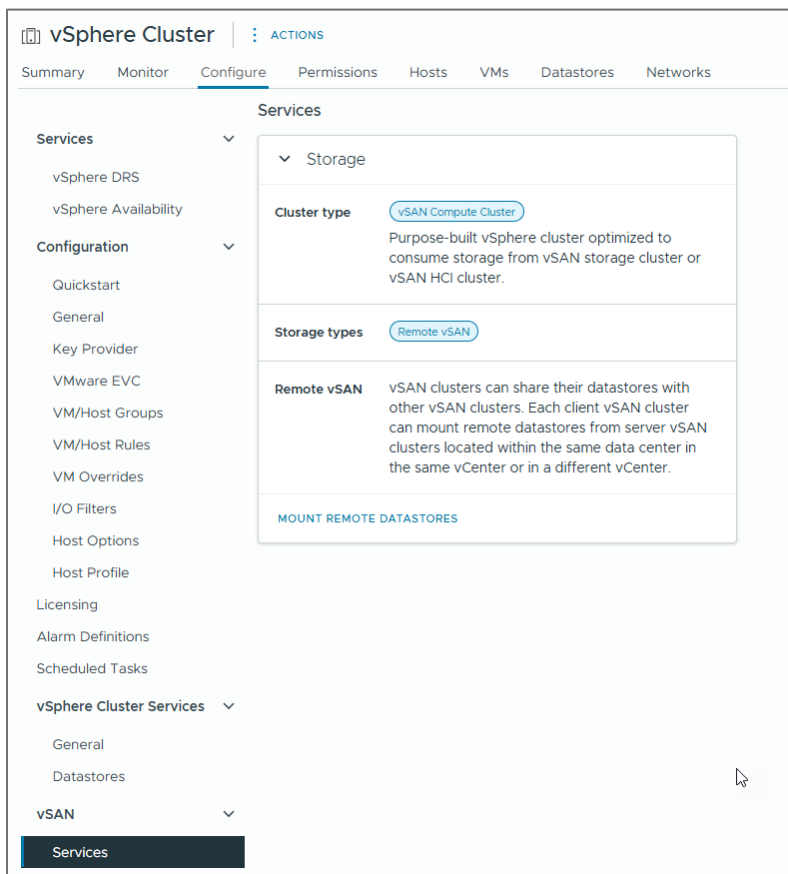 vSphere Cluster
ACTIONS
Summary Monitor Configure Permissions Hosts VMs Datastores Networks
Services
vSphere DRS
vSphere Availability
Configuration
Quickstart
General
Key Provider
VMware EVC
VM/Host Groups
VM/Host Rules
VM Overrides
I/O Filters
Host Options
Host Profile
Licensing
Alarm Definitions
Scheduled Tasks
vSphere Cluster Services
General
Datastores
vSAN
Services
Services
Storage
Cluster type
vSAN Compute Cluster
Purpose-built vSphere cluster optimized to
consume storage from vSAN storage cluster or
vSAN HCI cluster.
Storage types
Remote vSAN
Remote vSAN
vSAN clusters can share their datastores with
other vSAN clusters. Each client vSAN cluster
can mount remote datastores from server vSAN
clusters located within the same data center in
the same vCenter or in a different vCenter.
MOUNT REMOTE DATASTORES